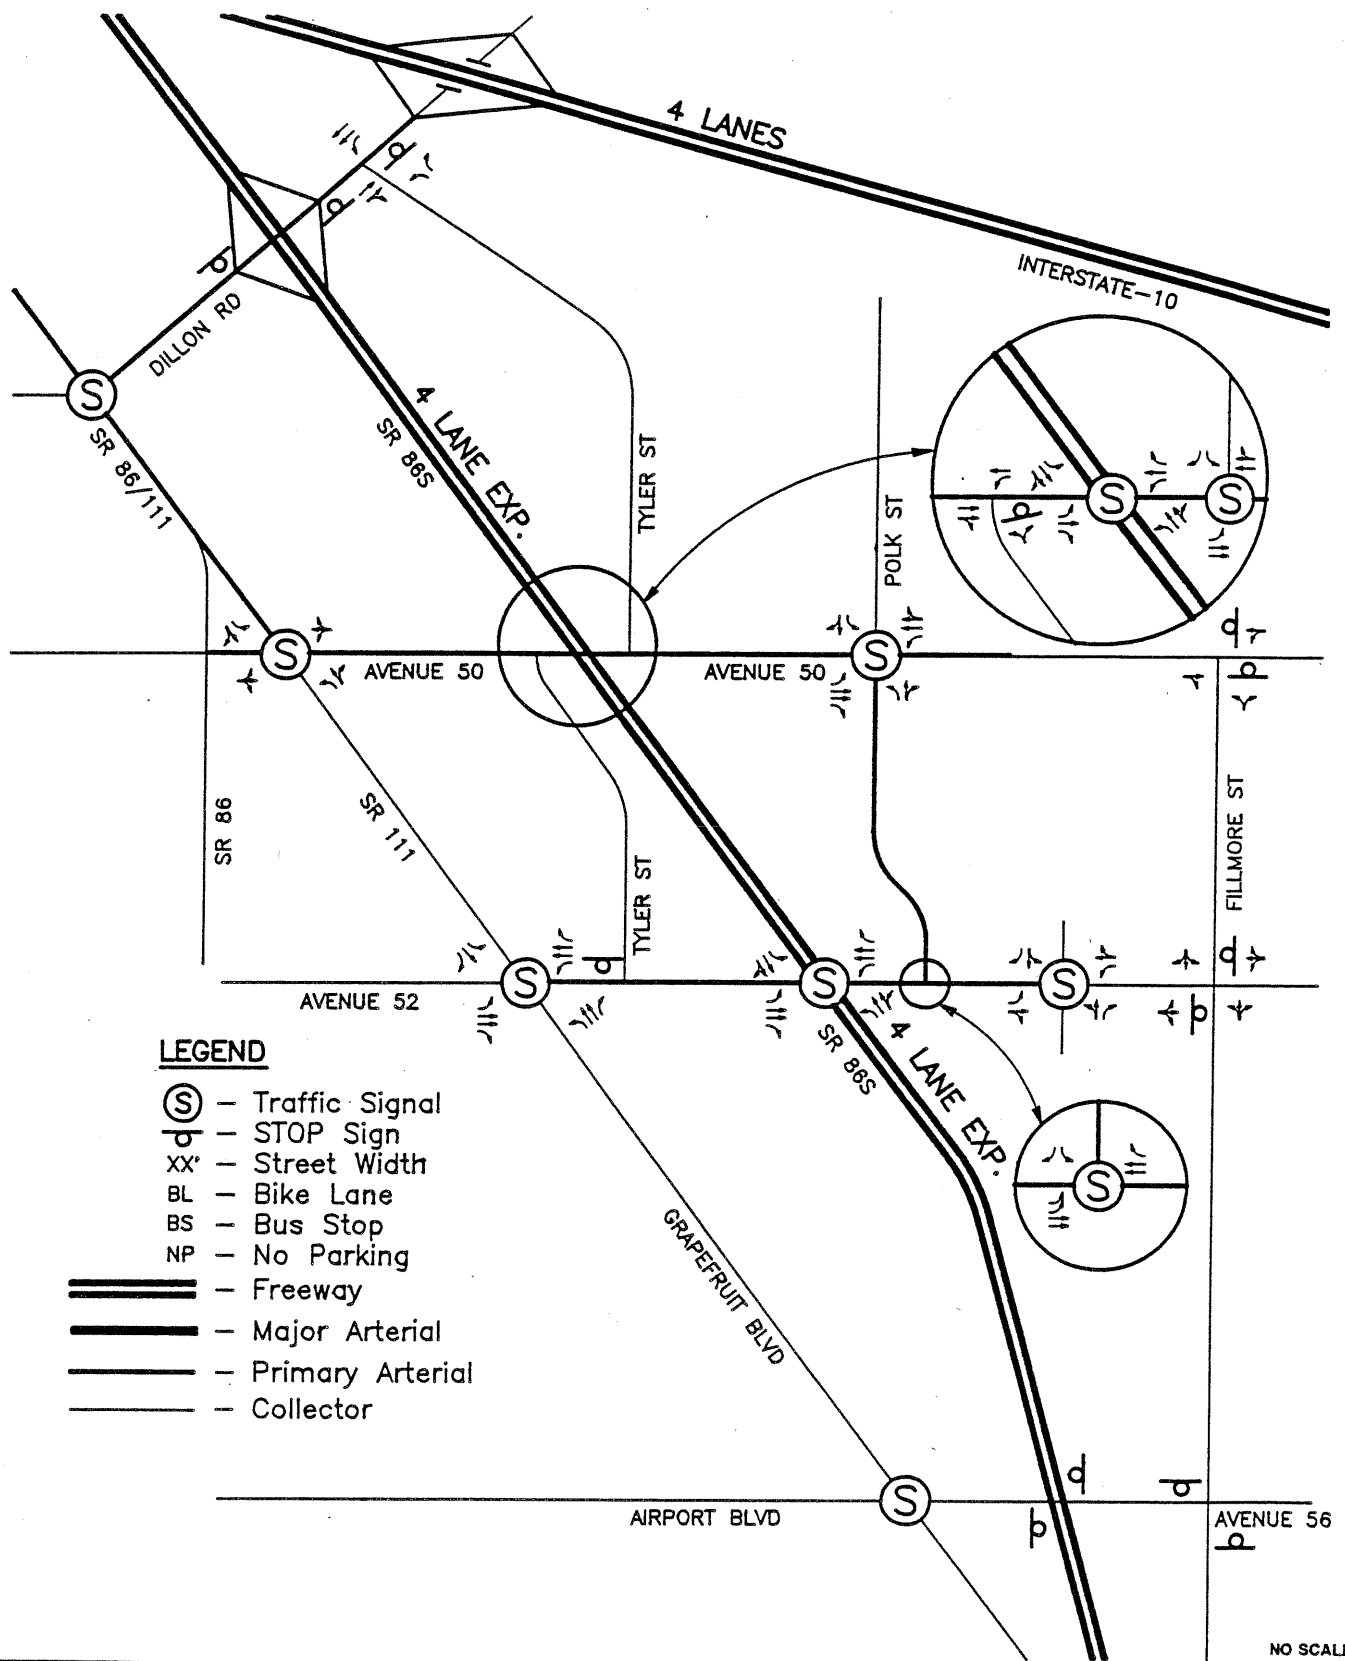 4 LANES
INTERSTATE-10
DILLON RD
S
SR 86/111
4 LANE EXP.
SR 86S
TYLER ST
POLK ST
S
S
S
AVENUE 50
AVENUE 50
S
SR 86
SR 111
TYLER ST
FILLMORE ST
S
S
S
AVENUE 52
SR 86S
4 LANE EXP.
S
GRAPEFRUIT BLVD
LEGEND
S - Traffic Signal
- STOP Sign
XX' - Street Width
BL - Bike Lane
BS - Bus Stop
NP - No Parking
- Freeway
- Major Arterial
- Primary Arterial
- Collector
S
AIRPORT BLVD
AVENUE 56
NO SCALE